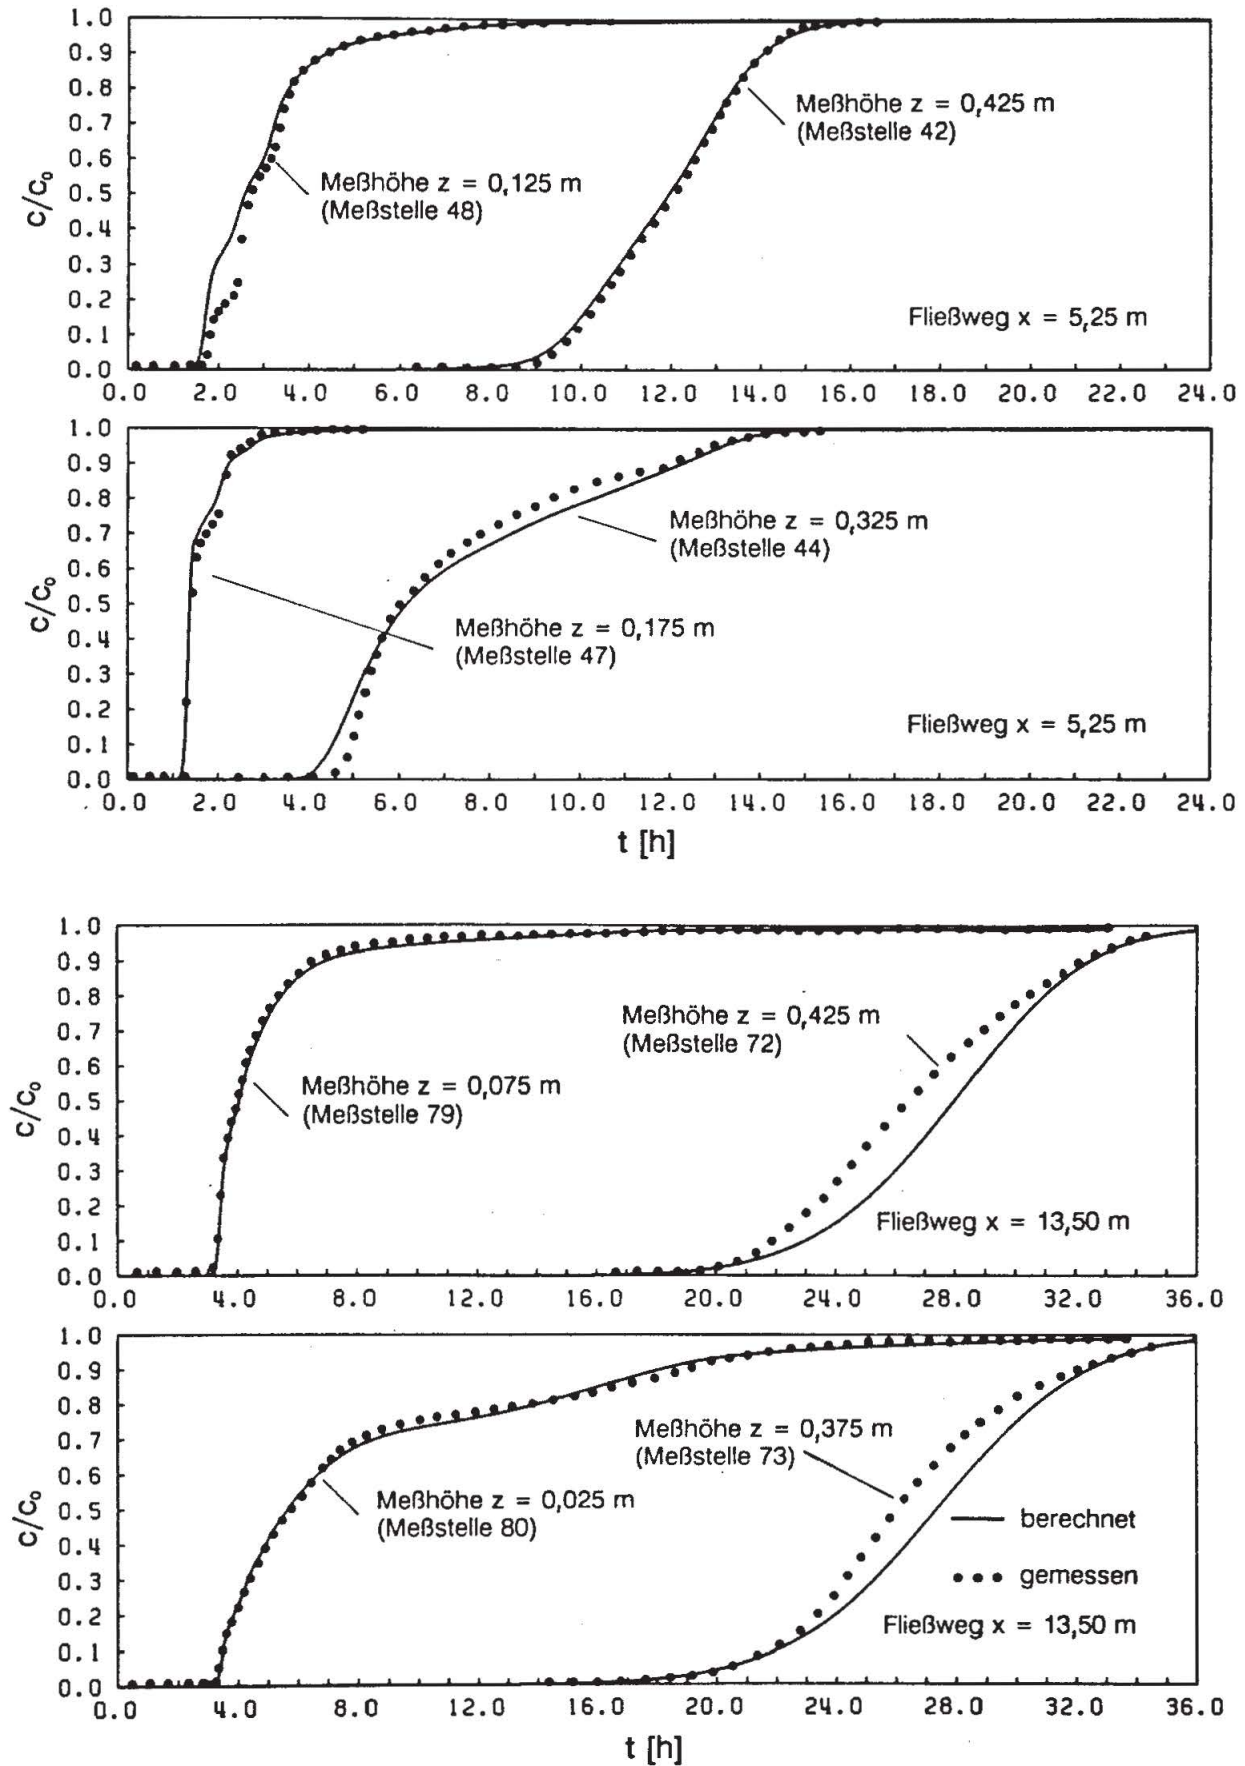 1.0
0.9
0.8
0.7
0.6
0.5
0.4
0.3
0.2
0.1
0.0
c/c₀
Meßhöhe z = 0,425 m
(Meßstelle 42)
Meßhöhe z = 0,125 m
(Meßstelle 48)
Fließweg x = 5,25 m
0.0 2.0 4.0 6.0 8.0 10.0 12.0 14.0 16.0 18.0 20.0 22.0 24.0
1.0
0.9
0.8
0.7
0.6
0.5
0.4
0.3
0.2
0.1
0.0
c/c₀
Meßhöhe z = 0,325 m
(Meßstelle 44)
Meßhöhe z = 0,175 m
(Meßstelle 47)
Fließweg x = 5,25 m
0.0 2.0 4.0 6.0 8.0 10.0 12.0 14.0 16.0 18.0 20.0 22.0 24.0
t [h]
1.0
0.9
0.8
0.7
0.6
0.5
0.4
0.3
0.2
0.1
0.0
c/c₀
Meßhöhe z = 0,425 m
(Meßstelle 72)
Meßhöhe z = 0,075 m
(Meßstelle 79)
Fließweg x = 13,50 m
0.0 4.0 8.0 12.0 16.0 20.0 24.0 28.0 32.0 36.0
1.0
0.9
0.8
0.7
0.6
0.5
0.4
0.3
0.2
0.1
0.0
c/c₀
Meßhöhe z = 0,375 m
(Meßstelle 73)
Meßhöhe z = 0,025 m
(Meßstelle 80)
berechnet
gemessen
Fließweg x = 13,50 m
0.0 4.0 8.0 12.0 16.0 20.0 24.0 28.0 32.0 36.0
t [h]